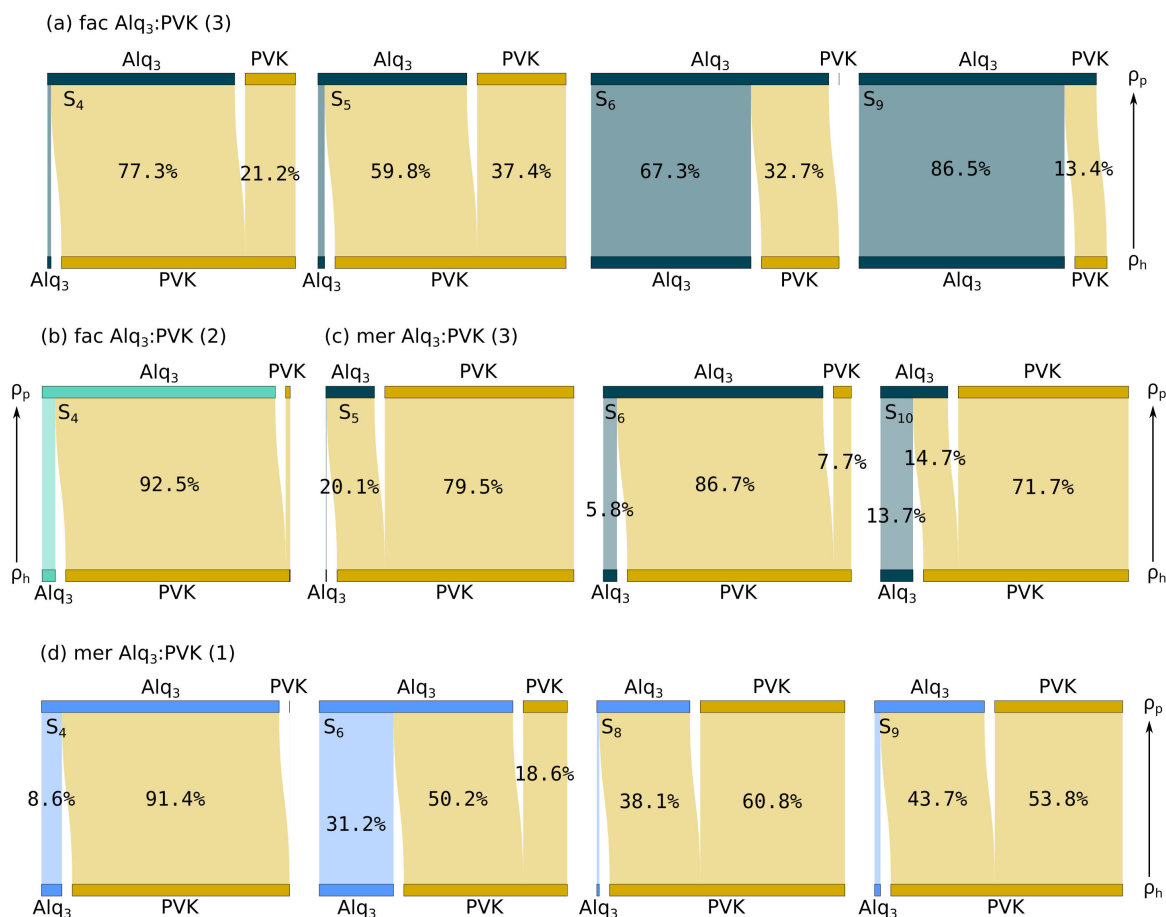 (a) fac Alq₃:PVK (3)
Alq₃ PVK Alq₃ PVK Alq₃ PVK Alq₃
S₄ S₅ S₆ S₉ ρₚ
77.3% 21.2% 59.8% 37.4% 67.3% 32.7% 86.5% 13.4%
ρₕ
Alq₃ PVK Alq₃ PVK Alq₃ PVK Alq₃ PVK
(b) fac Alq₃:PVK (2) (c) mer Alq₃:PVK (3)
Alq₃ PVK Alq₃ PVK Alq₃ PVK Alq₃ PVK
ρₚ ρₚ
S₄ S₅ S₆ S₁₀
7.7% 14.7%
92.5% 20.1% 79.5% 86.7% 71.7%
5.8% 13.7%
ρₕ ρₕ
Alq₃ PVK Alq₃ PVK Alq₃ PVK Alq₃ PVK
(d) mer Alq₃:PVK (1)
Alq₃ PVK Alq₃ PVK Alq₃ PVK Alq₃ PVK
ρₚ
S₄ S₆ S₈ S₉
18.6%
8.6% 91.4% 50.2% 38.1% 60.8% 43.7% 53.8%
31.2%
ρₕ
Alq₃ PVK Alq₃ PVK Alq₃ PVK Alq₃ PVK